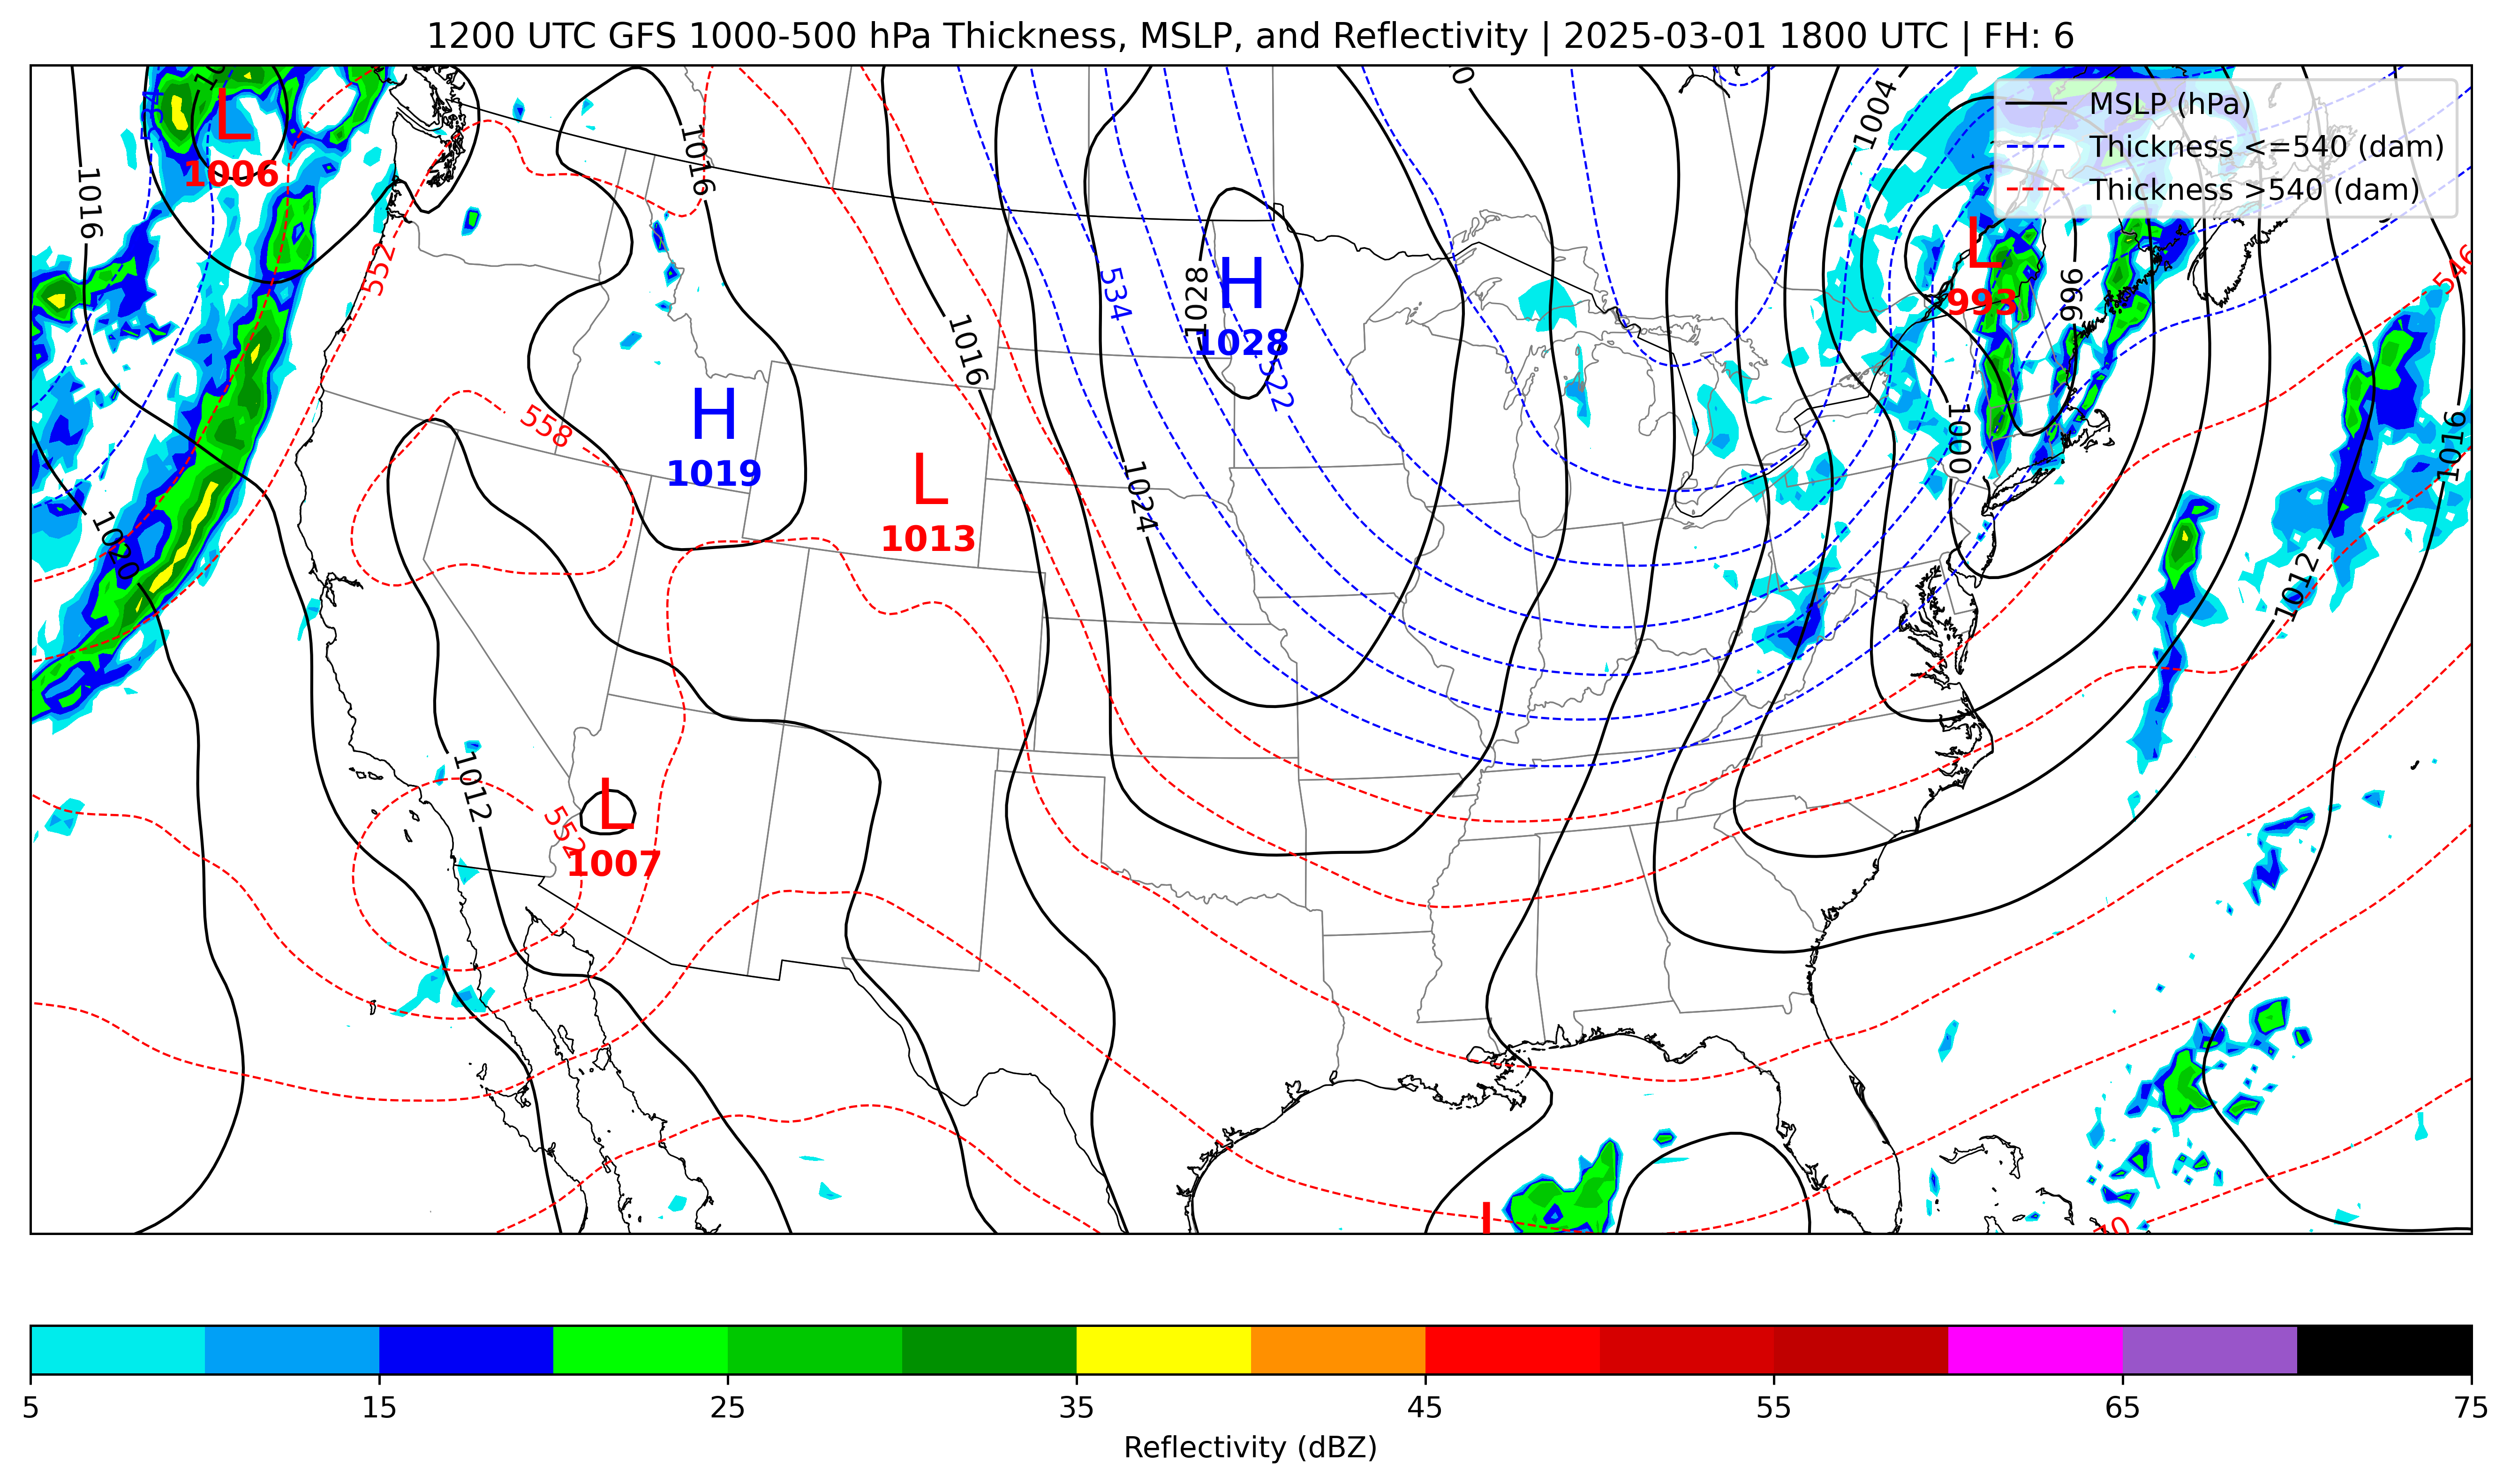 1200 UTC GFS 1000-500 hPa Thickness, MSLP, and Reflectivity | 2025-03-01 1800 UTC | FH: 6
MSLP (hPa)
Thickness <=540 (dam)
Thickness >540 (dam)
534
L
1006
1016
1016
1004
552
534
1028
H
1028
522
L
993
996
546
1016
558
H
1019
L
1013
1000
1016
1024
1020
1012
1012
L
552
1007
L
5
15
25
35
45
55
65
75
Reflectivity (dBZ)